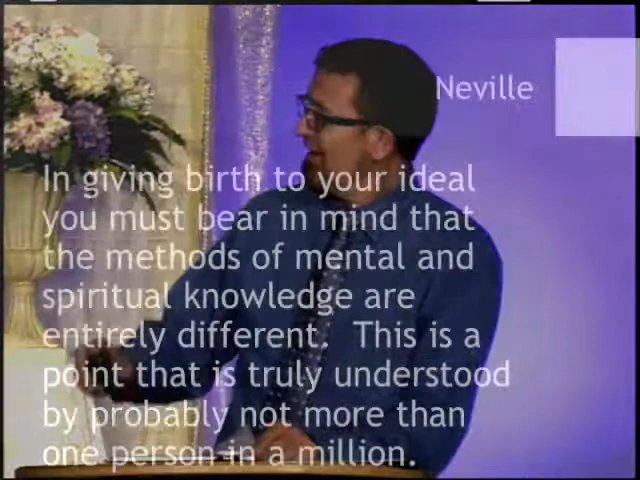 Neville
In giving birth to your ideal
you must bear in mind that
the methods of mental and
spiritual knowledge are
entirely different. This is a
point that is truly understood
by probably not more than
one person in a million.